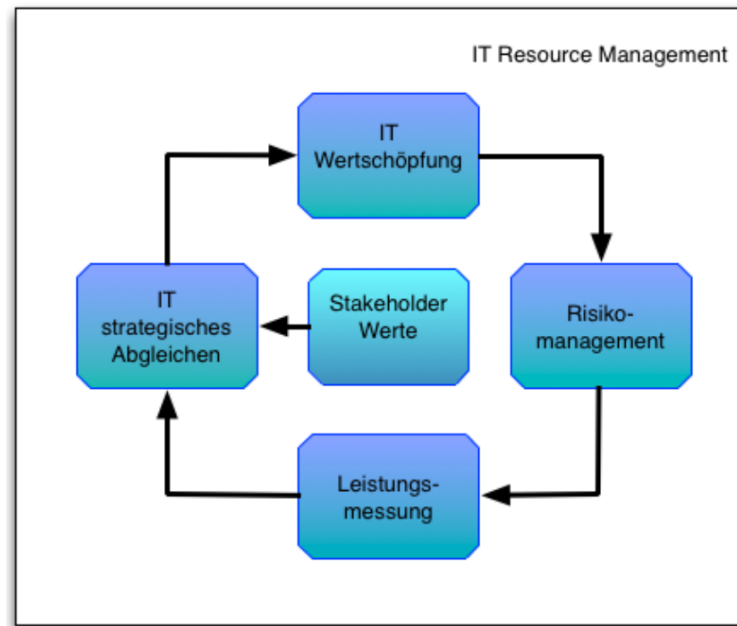 IT Resource Management
IT
Wertschöpfung
IT
strategisches
Abgleichen
Stakeholder
Werte
Risiko-
management
Leistungs-
messung